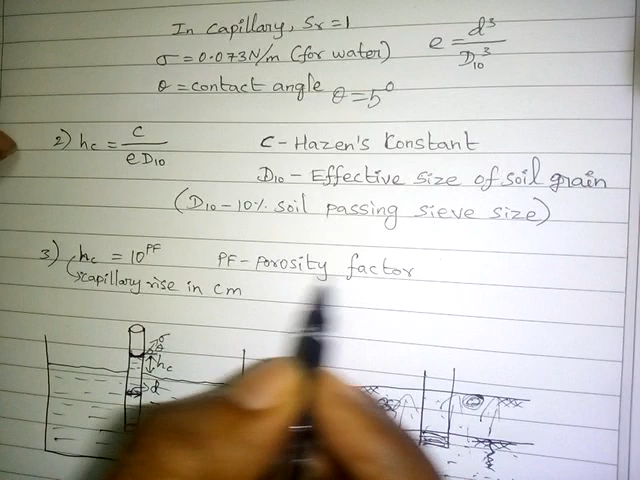 In Capillary, Sr=1
σ = 0.073N/m (for water) e = d³/D₁₀³
θ = contact angle θ=5⁰
2) hc = C/eD₁₀ C - Hazen's Constant
D₁₀ - Effective size of soil grain
(D₁₀ - 10% soil passing sieve size)
3) hc = 10^PF PF - Porosity factor
capillary rise in cm
σ
θ
hc
d